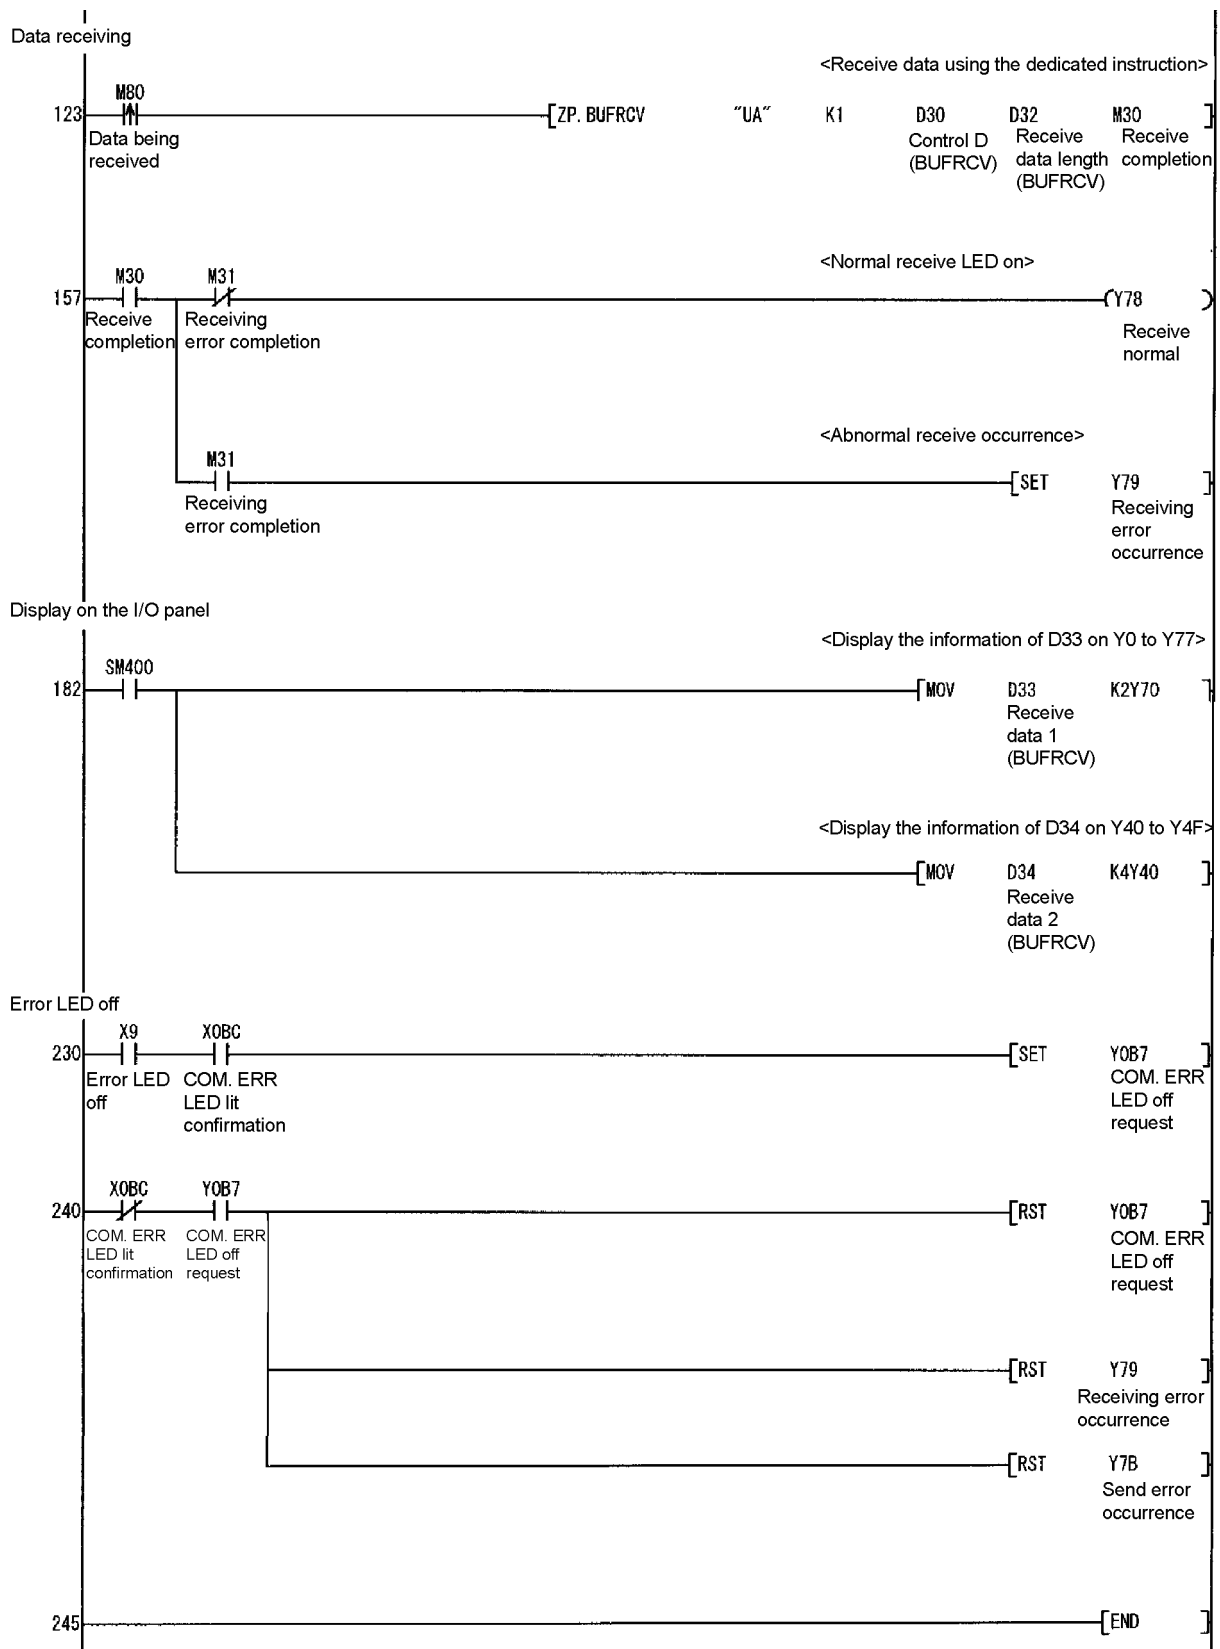 Data receiving
<Receive data using the dedicated instruction>
M80
123 [ZP.BUFRCV "UA" K1 D30 D32 M30 ]
Data being
received
Control D
(BUFRCV)
Receive
data length
(BUFRCV)
Receive
completion
<Normal receive LED on>
M30 M31
157 (Y78 )
Receive
completion
Receiving
error completion
Receive
normal
<Abnormal receive occurrence>
M31
[SET Y79 ]
Receiving
error completion
Receiving
error
occurrence
Display on the I/O panel
<Display the information of D33 on Y0 to Y77>
SM400
182 [MOV D33 K2Y70 ]
Receive
data 1
(BUFRCV)
<Display the information of D34 on Y40 to Y4F>
[MOV D34 K4Y40 ]
Receive
data 2
(BUFRCV)
Error LED off
X9 X0BC
230 [SET Y0B7 ]
Error LED
off
COM. ERR
LED lit
confirmation
COM. ERR
LED off
request
X0BC Y0B7
240 [RST Y0B7 ]
COM. ERR
LED lit
confirmation
COM. ERR
LED off
request
COM. ERR
LED off
request
[RST Y79 ]
Receiving error
occurrence
[RST Y7B ]
Send error
occurrence
245 [END ]